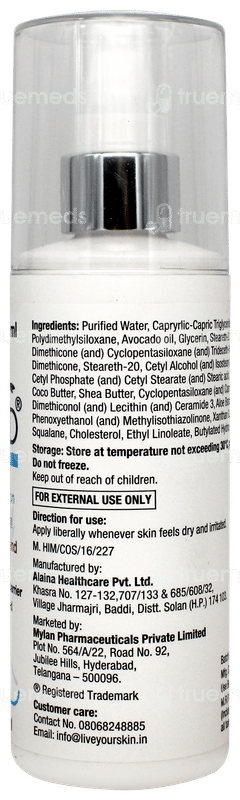 truemeds
Ingredients: Purified Water, Capryrlic-Capric
Polydimethylsiloxane, Avocado oil, Glycerin,
Dimethicone (and) Cyclopentasiloxane (and)
Dimethicone, Steareth-20, Cetyl Alcohol (and)
Cetyl Phosphate (and) Cetyl Stearate (and) Stearic
Coco Butter, Shea Butter, Cyclopentasiloxane (and)
Dimethiconol (and) Lecithin (and) Ceramide 3, Aloe
Phenoxyethanol (and) Methylisothiazolinone, Xanthan
Squalane, Cholesterol, Ethyl Linoleate, Butylated
Storage: Store at temperature not exceeding
Do not freeze.
Keep out of reach of children.
FOR EXTERNAL USE ONLY
Direction for use:
Apply liberally whenever skin feels dry and irritated.
M. HIM/COS/16/227
Manufactured by:
Alaina Healthcare Pvt. Ltd.
Khasra No. 127-132,707/133 & 685/608/32,
Village Jharmajri, Baddi, Distt. Solan (H.P.) 174 103.
Marketed by:
Mylan Pharmaceuticals Private Limited
Plot No. 564/A/22, Road No. 92,
Jubilee Hills, Hyderabad,
Telangana – 500096.
® Registered Trademark
Customer care:
Contact No. 08068248885
Email: info@liveyourskin.in